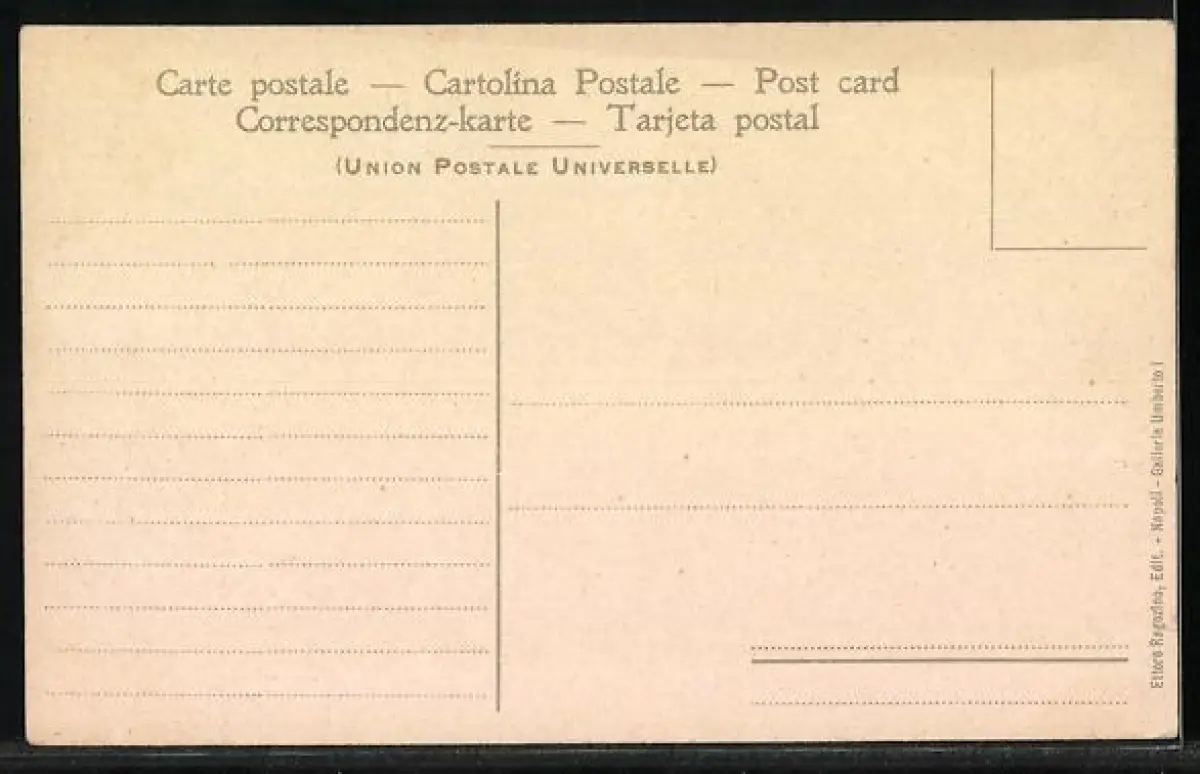 Carte postale — Cartolina Postale — Post card
Correspondenz-karte — Tarjeta postal
(UNION POSTALE UNIVERSELLE)
Ettore Ragozino, Edit. - Napoli - Galleria Umberto I